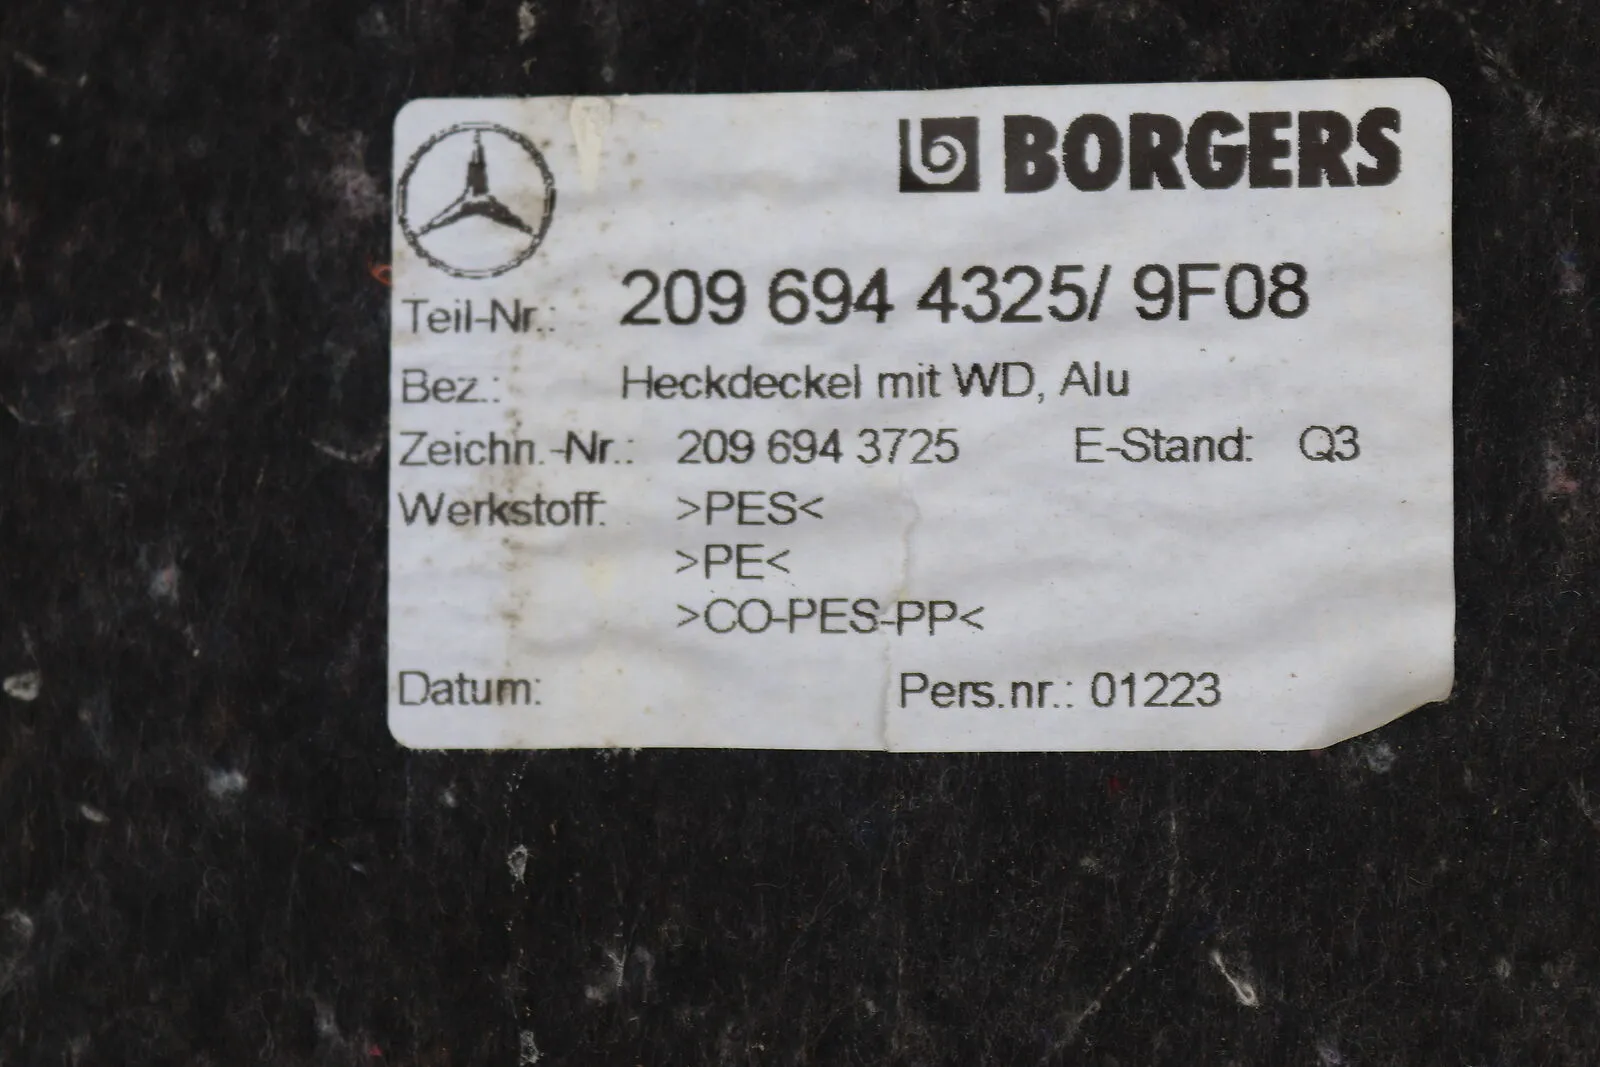 BORGERS
Teil-Nr.: 209 694 4325/ 9F08
Bez.: Heckdeckel mit WD, Alu
Zeichn.-Nr.: 209 694 3725 E-Stand: Q3
Werkstoff: >PES<
>PE<
>CO-PES-PP<
Datum: Pers.nr.: 01223